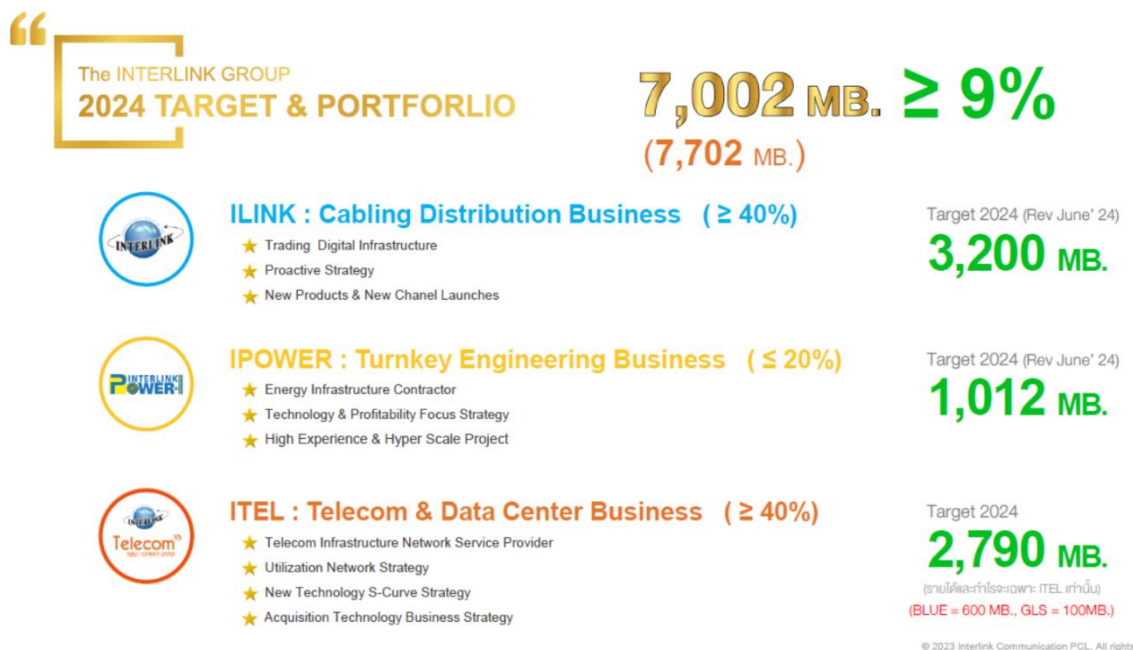 “
The INTERLINK GROUP
2024 TARGET & PORTFORLIO
7,002 MB. ≥ 9%
(7,702 MB.)
INTERLINK
ILINK : Cabling Distribution Business ( ≥ 40%)
Trading Digital Infrastructure
Proactive Strategy
New Products & New Chanel Launches
Target 2024 (Rev June' 24)
3,200 MB.
INTERLINK
POWER
IPOWER : Turnkey Engineering Business ( ≤ 20%)
Energy Infrastructure Contractor
Technology & Profitability Focus Strategy
High Experience & Hyper Scale Project
Target 2024 (Rev June' 24)
1,012 MB.
INTERLINK
Telecom
ITEL : Telecom & Data Center Business ( ≥ 40%)
Telecom Infrastructure Network Service Provider
Utilization Network Strategy
New Technology S-Curve Strategy
Acquisition Technology Business Strategy
Target 2024
2,790 MB.
(รายได้และกำไรจะเฉพาะ ITEL เท่านั้น)
(BLUE = 600 MB., GLS = 100MB.)
© 2023 Interlink Communication PCL. All rights